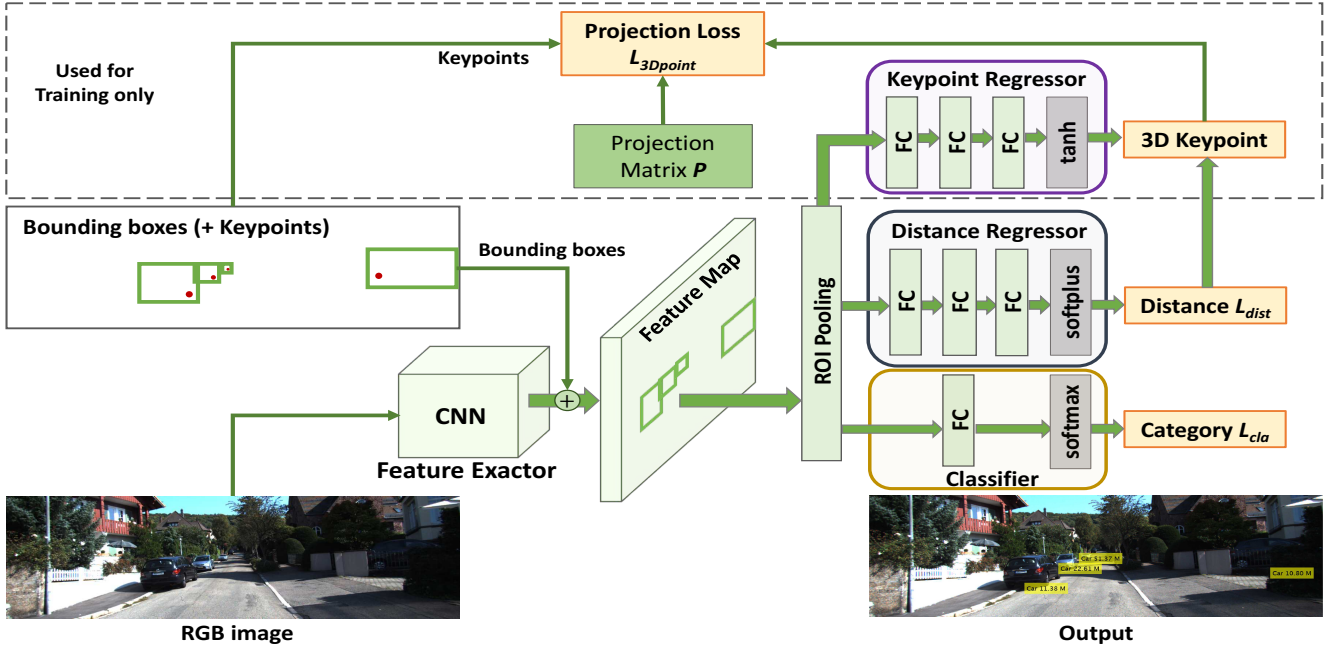 Used for
Training only
Keypoints
Projection Loss
L3Dpoint
Projection
Matrix P
Keypoint Regressor
FC
FC
FC
tanh
3D Keypoint
Bounding boxes (+ Keypoints)
Bounding boxes
Feature Map
ROI Pooling
Distance Regressor
FC
FC
FC
softplus
Distance Ldist
CNN
+
Feature Exactor
FC
softmax
Classifier
Category Lcla
RGB image
Car 51.37 M
Car 22.61 M
Car 11.38 M
Car 10.80 M
Output